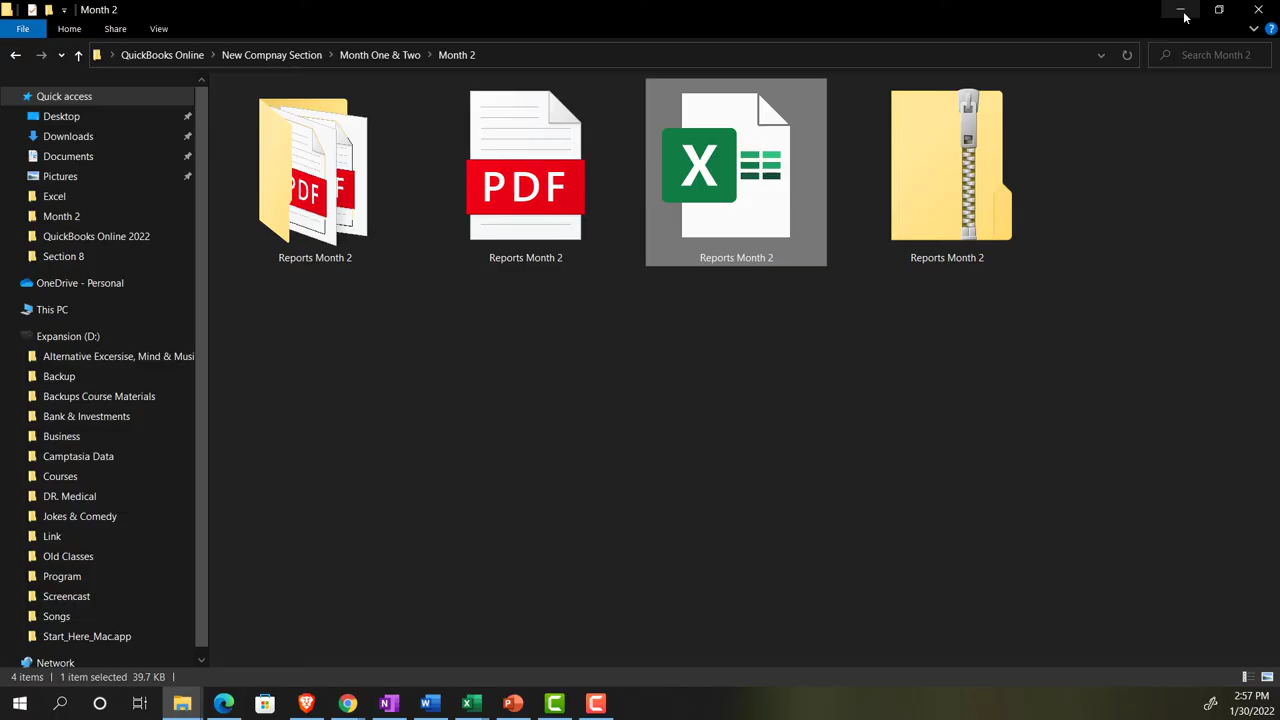 Month 2
File Home Share View
QuickBooks Online New Compnay Section Month One & Two Month 2
Search Month 2
Quick access
Desktop
Downloads
Documents
Pictures
Excel
Month 2
QuickBooks Online 2022
Section 8
OneDrive - Personal
This PC
Expansion (D:)
Alternative Excersise, Mind & Musi
Backup
Backups Course Materials
Bank & Investments
Business
Camptasia Data
Courses
DR. Medical
Jokes & Comedy
Link
Old Classes
Program
Screencast
Songs
Start_Here_Mac.app
Network
PDF
Reports Month 2
PDF
Reports Month 2
X
Reports Month 2
Reports Month 2
4 items 1 item selected 39.7 KB
2:57 PM
1/30/2022